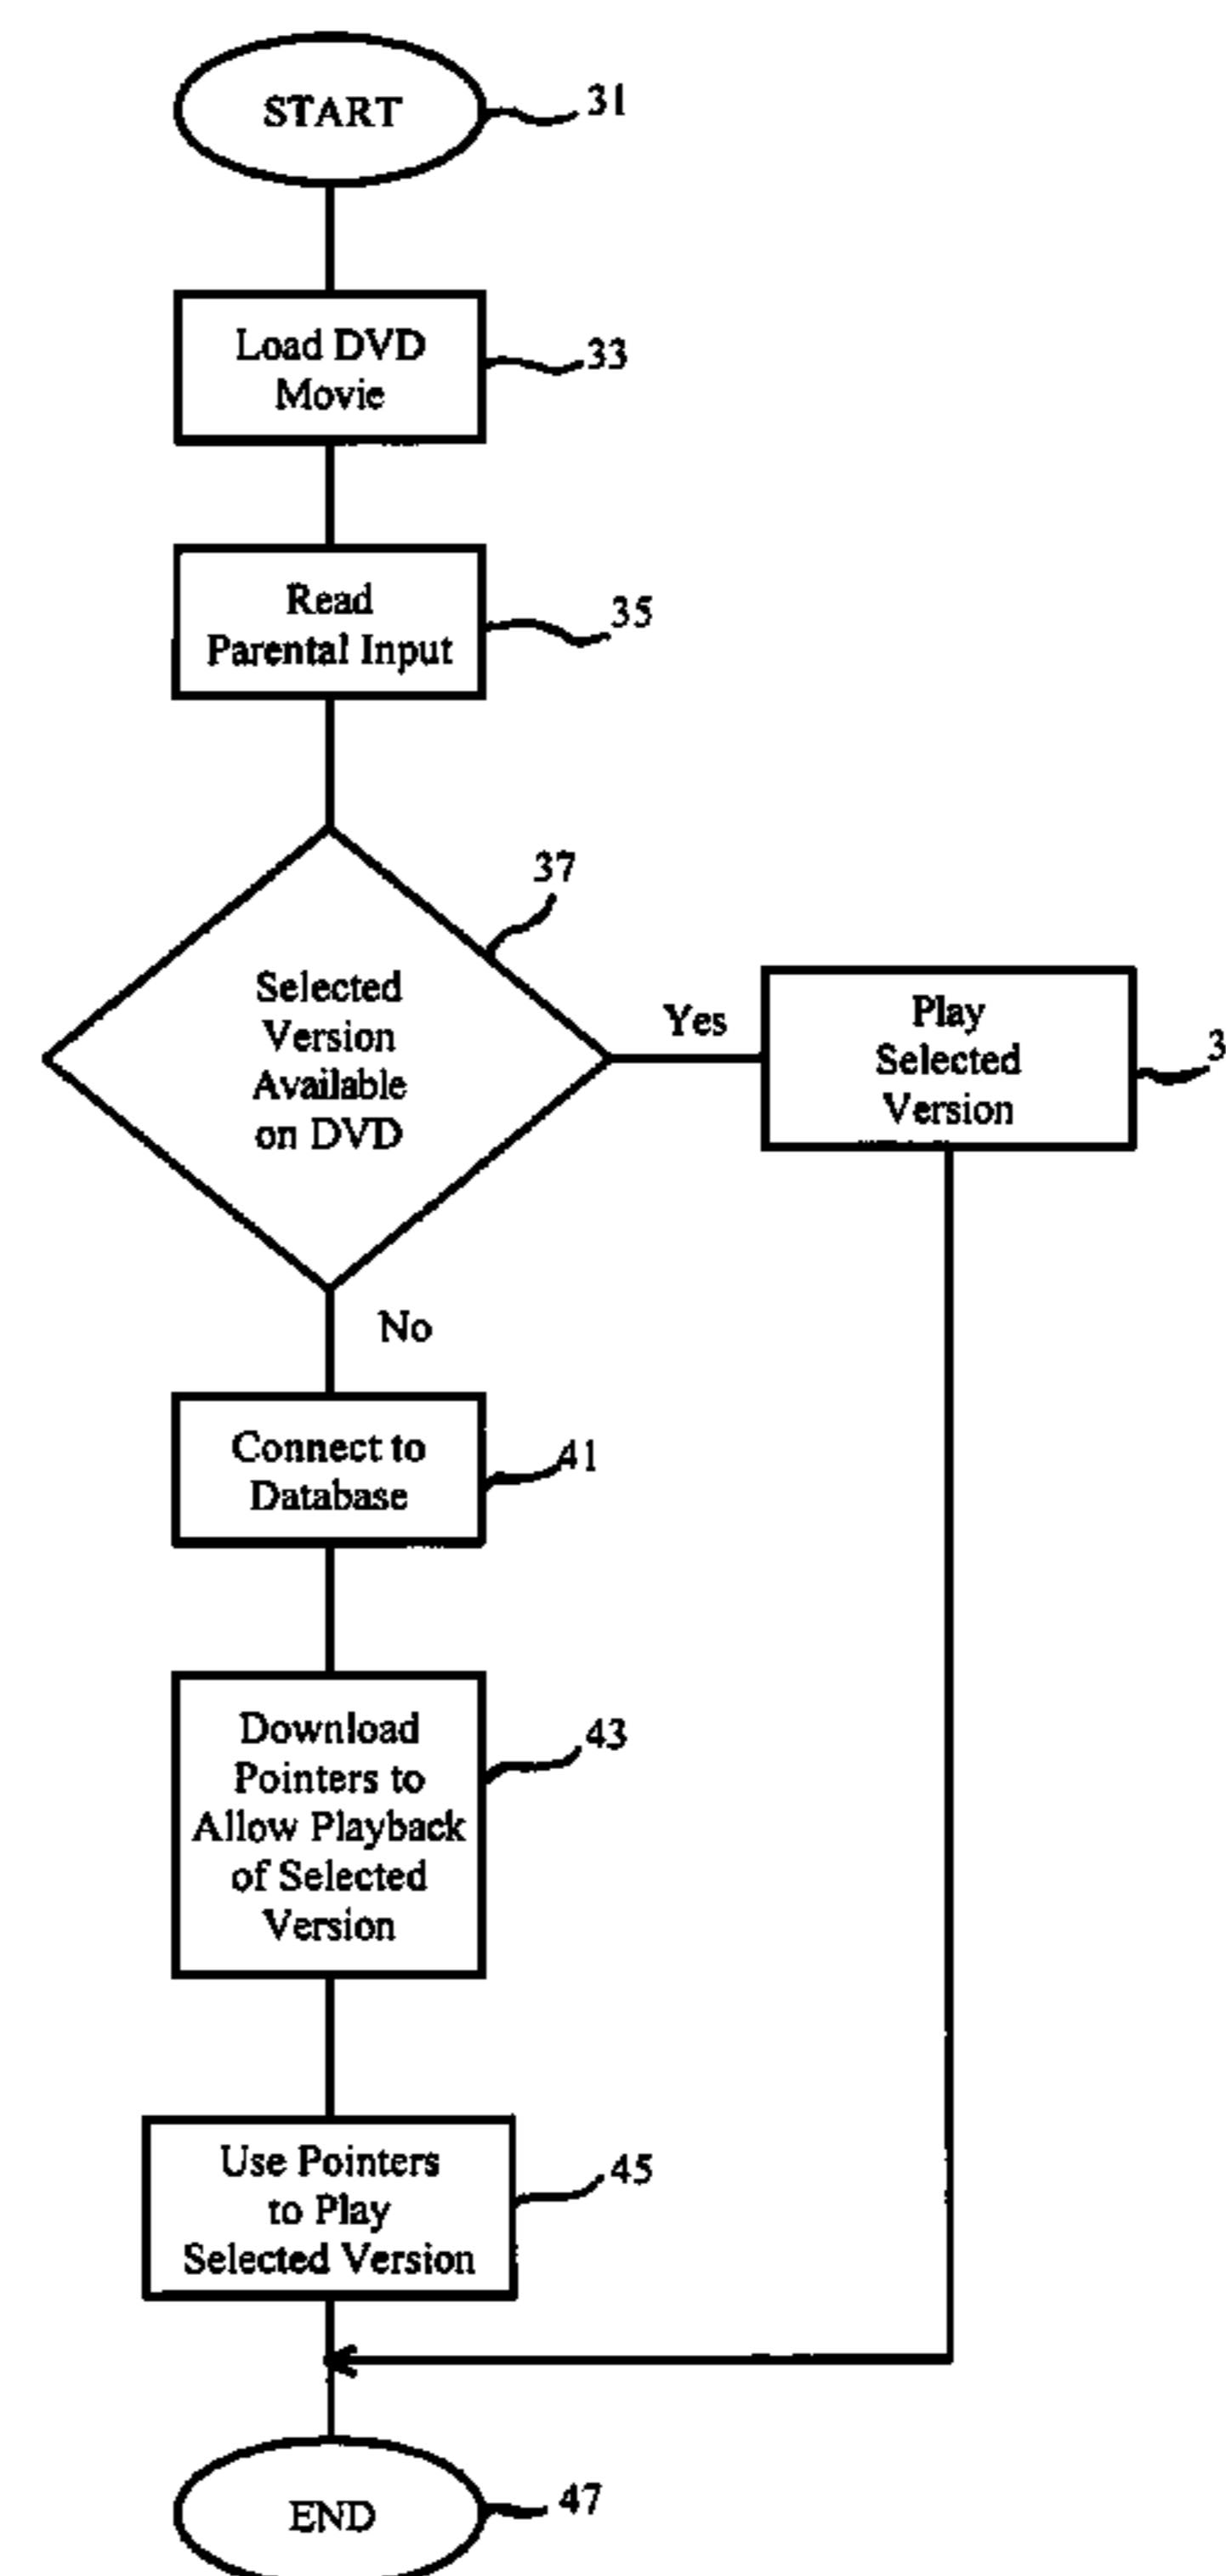 START
31
Load DVD
Movie
33
Read
Parental Input
35
37
Selected
Version
Available
on DVD
Yes
Play
Selected
Version
3
No
Connect to
Database
41
Download
Pointers to
Allow Playback
of Selected
Version
43
Use Pointers
to Play
Selected Version
45
END
47